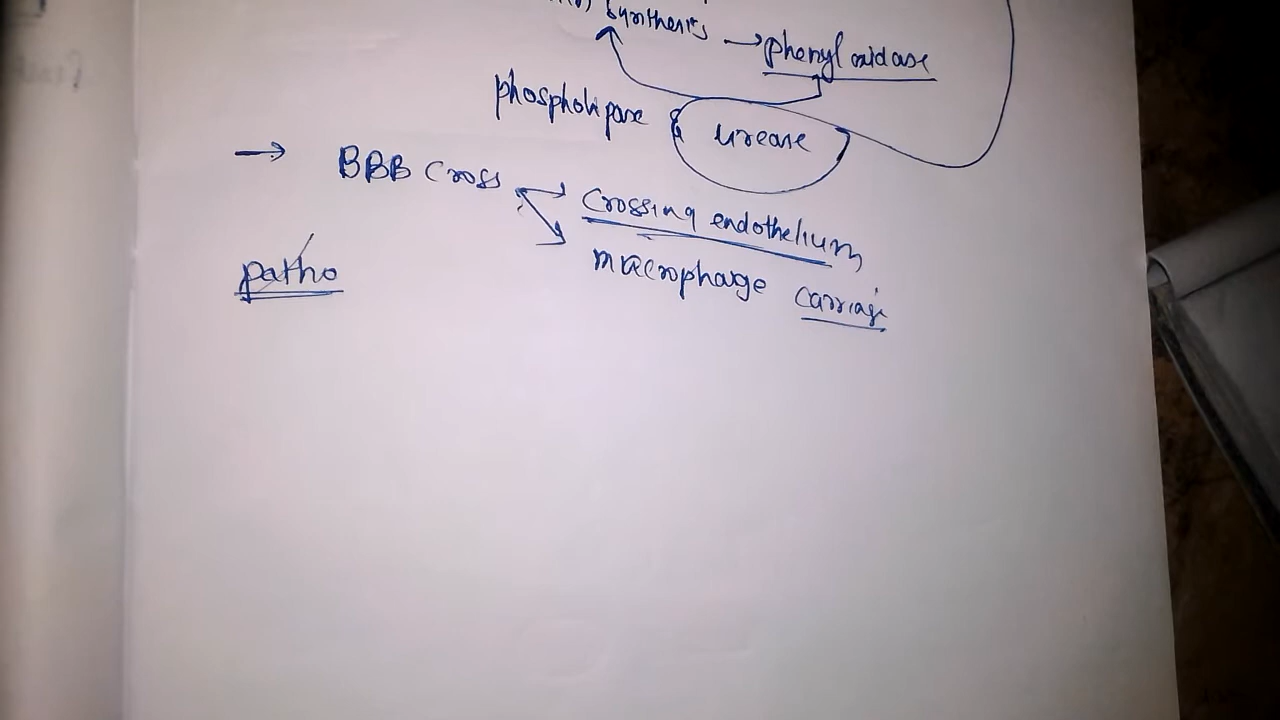 synthesis → phenyl oxidase
phospholipase urease
→ BBB Cross → Crossing endothelium
macrophage carriage
patho